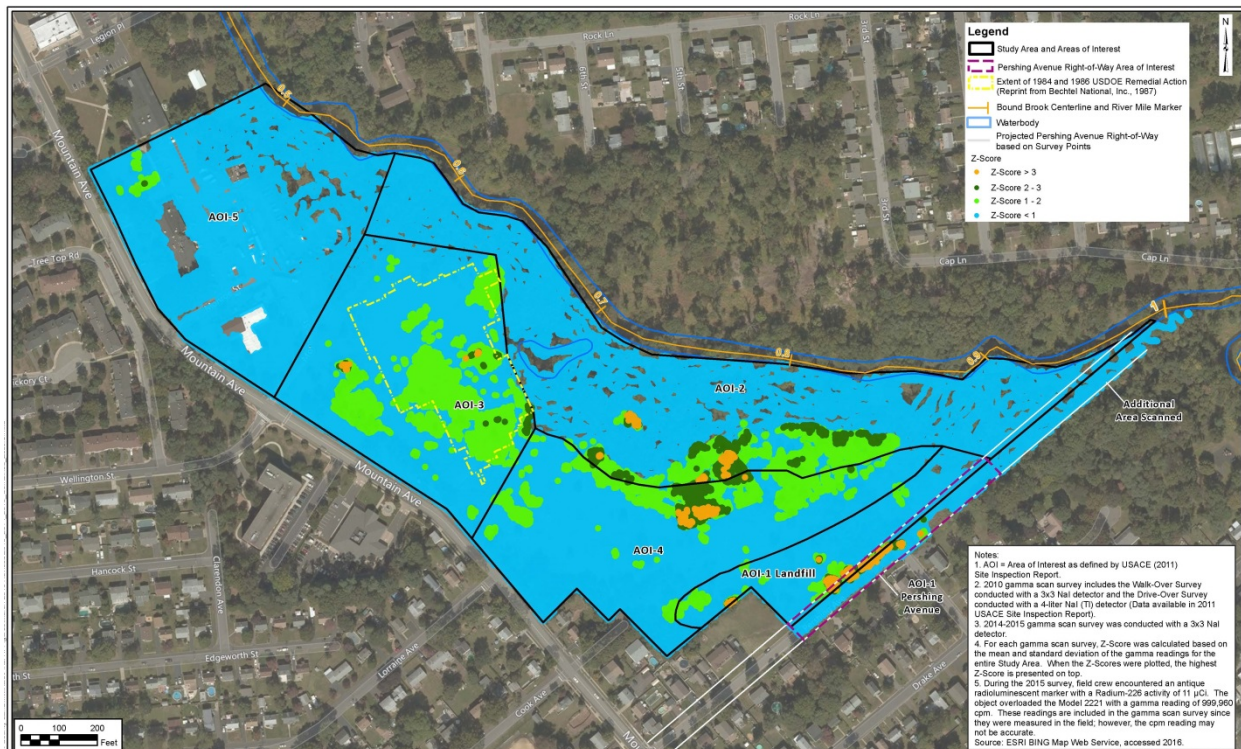 Legion Pl
Rock Ln
6th St
5th St
3rd St
3rd St
Cap Ln
Cap Ln
Mountain Ave
Mountain Ave
Mountain Ave
Tree Top Rd
ickory Ct
Wellington St
Hancock St
Clarendon Ave
Edgeworth St
th St
Lorraine Ave
Cook Ave
Mou
Drake Ave
0.5
0.6
0.7
0.8
0.9
1
AOI-5
AOI-3
AOI-2
AOI-4
AOI-1 Landfill
AOI-1
Pershing
Avenue
Additional
Area Scanned
N
Legend
Study Area and Areas of Interest
Pershing Avenue Right-of-Way Area of Interest
Extent of 1984 and 1986 USDOE Remedial Action
(Reprint from Bechtel National, Inc., 1987)
Bound Brook Centerline and River Mile Marker
Waterbody
Projected Pershing Avenue Right-of-Way
based on Survey Points
Z-Score
Z-Score > 3
Z-Score 2 - 3
Z-Score 1 - 2
Z-Score < 1
0 100 200
Feet
Notes:
1. AOI = Area of Interest as defined by USACE (2011)
Site Inspection Report.
2. 2010 gamma scan survey includes the Walk-Over Survey
conducted with a 3x3 NaI detector and the Drive-Over Survey
conducted with a 4-liter NaI (Tl) detector (Data available in 2011
USACE Site Inspection Report).
3. 2014-2015 gamma scan survey was conducted with a 3x3 NaI
detector.
4. For each gamma scan survey, Z-Score was calculated based on
the mean and standard deviation of the gamma readings for the
entire Study Area. When the Z-Scores were plotted, the highest
Z-Score is presented on top.
5. During the 2015 survey, field crew encountered an antique
radioluminescent marker with a Radium-226 activity of 11 µCi. The
object overloaded the Model 2221 with a gamma reading of 999,960
cpm. These readings are included in the gamma scan survey since
they were measured in the field; however, the cpm reading may
not be accurate.
Source: ESRI BING Map Web Service, accessed 2016.